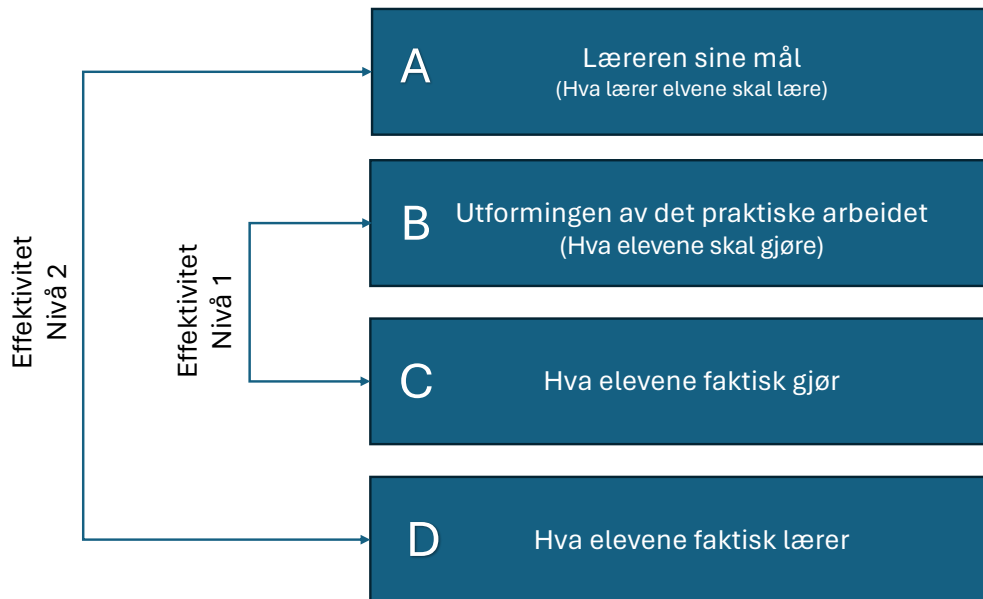 A
Læreren sine mål
(Hva lærer elvene skal lære)
B
Utformingen av det praktiske arbeidet
(Hva elevene skal gjøre)
C
Hva elevene faktisk gjør
D
Hva elevene faktisk lærer
Effektivitet
Nivå 2
Effektivitet
Nivå 1